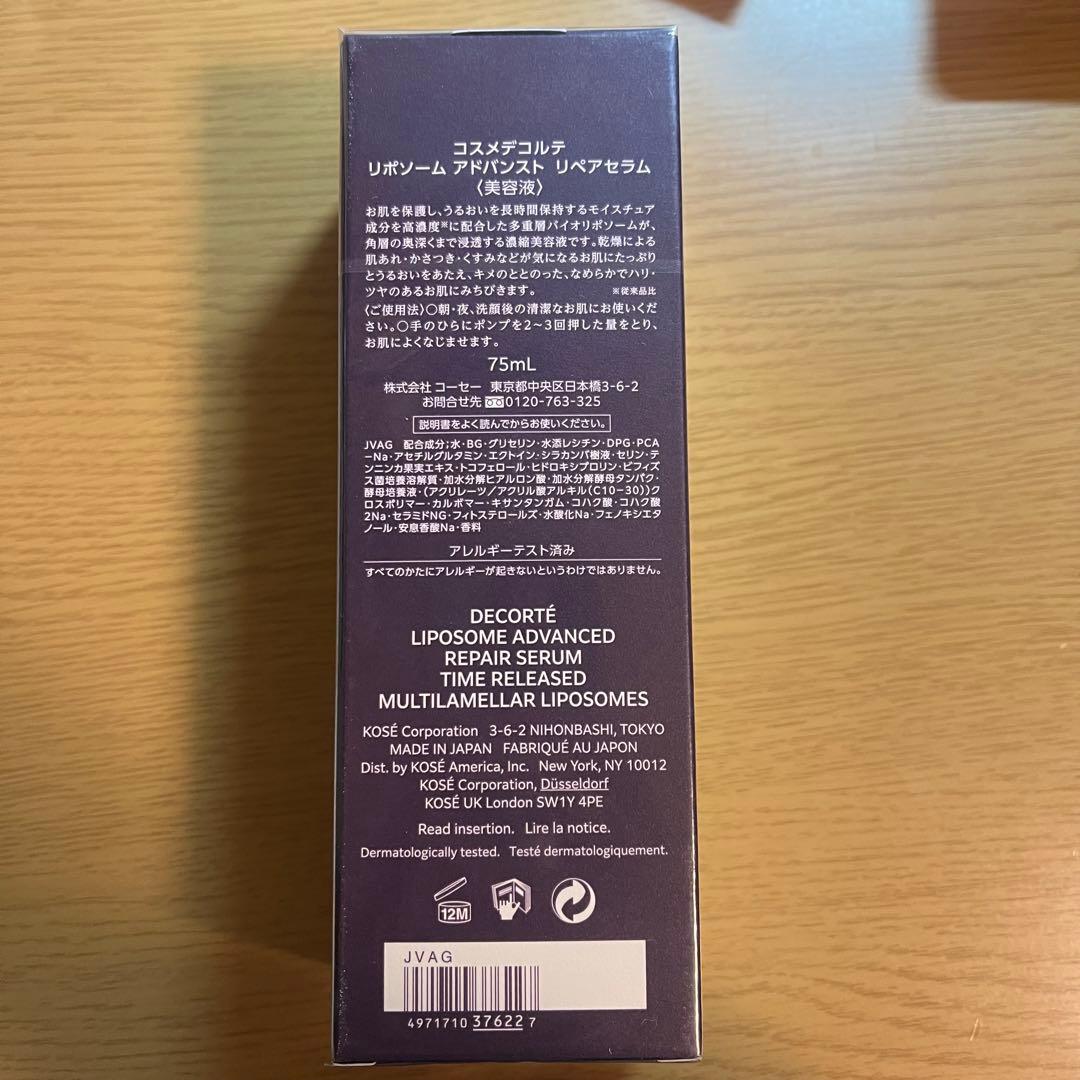 コスメデコルテ
リポソーム アドバンスト リペアセラム
〈美容液〉
お肌を保護し、うるおいを長時間保持するモイスチュア
成分を高濃度※に配合した多重層バイオリポソームが、
角層の奥深くまで浸透する濃縮美容液です。乾燥による
肌あれ・かさつき・くすみなどが気になるお肌にたっぷり
とうるおいをあたえ、キメのととのった、なめらかでハリ・
ツヤのあるお肌にみちびきます。 ※従来品比
〈ご使用法〉○朝・夜、洗顔後の清潔なお肌にお使いくだ
さい。○手のひらにポンプを2〜3回押した量をとり、
お肌によくなじませます。
75mL
株式会社 コーセー 東京都中央区日本橋3-6-2
お問合せ先 0120-763-325
説明書をよく読んでからお使いください。
JVAG 配合成分;水・BG・グリセリン・水添レシチン・DPG・PCA
-Na・アセチルグルタミン・エクトイン・シラカンバ樹液・セリン・テ
ンニンカ果実エキス・トコフェロール・ヒドロキシプロリン・ビフィズ
ス菌培養溶解質・加水分解ヒアルロン酸・加水分解酵母タンパク・
酵母培養液・(アクリレーツ/アクリル酸アルキル(C10-30))ク
ロスポリマー・カルボマー・キサンタンガム・コハク酸・コハク酸
2Na・セラミドNG・フィトステロールズ・水酸化Na・フェノキシエタ
ノール・安息香酸Na・香料
アレルギーテスト済み
すべてのかたにアレルギーが起きないというわけではありません。
DECORTÉ
LIPOSOME ADVANCED
REPAIR SERUM
TIME RELEASED
MULTILAMELLAR LIPOSOMES
KOSÉ Corporation 3-6-2 NIHONBASHI, TOKYO
MADE IN JAPAN FABRIQUÉ AU JAPON
Dist. by KOSÉ America, Inc. New York, NY 10012
KOSÉ Corporation, Düsseldorf
KOSÉ UK London SW1Y 4PE
Read insertion. Lire la notice.
Dermatologically tested. Testé dermatologiquement.
12M
JVAG
4971710 37622 7